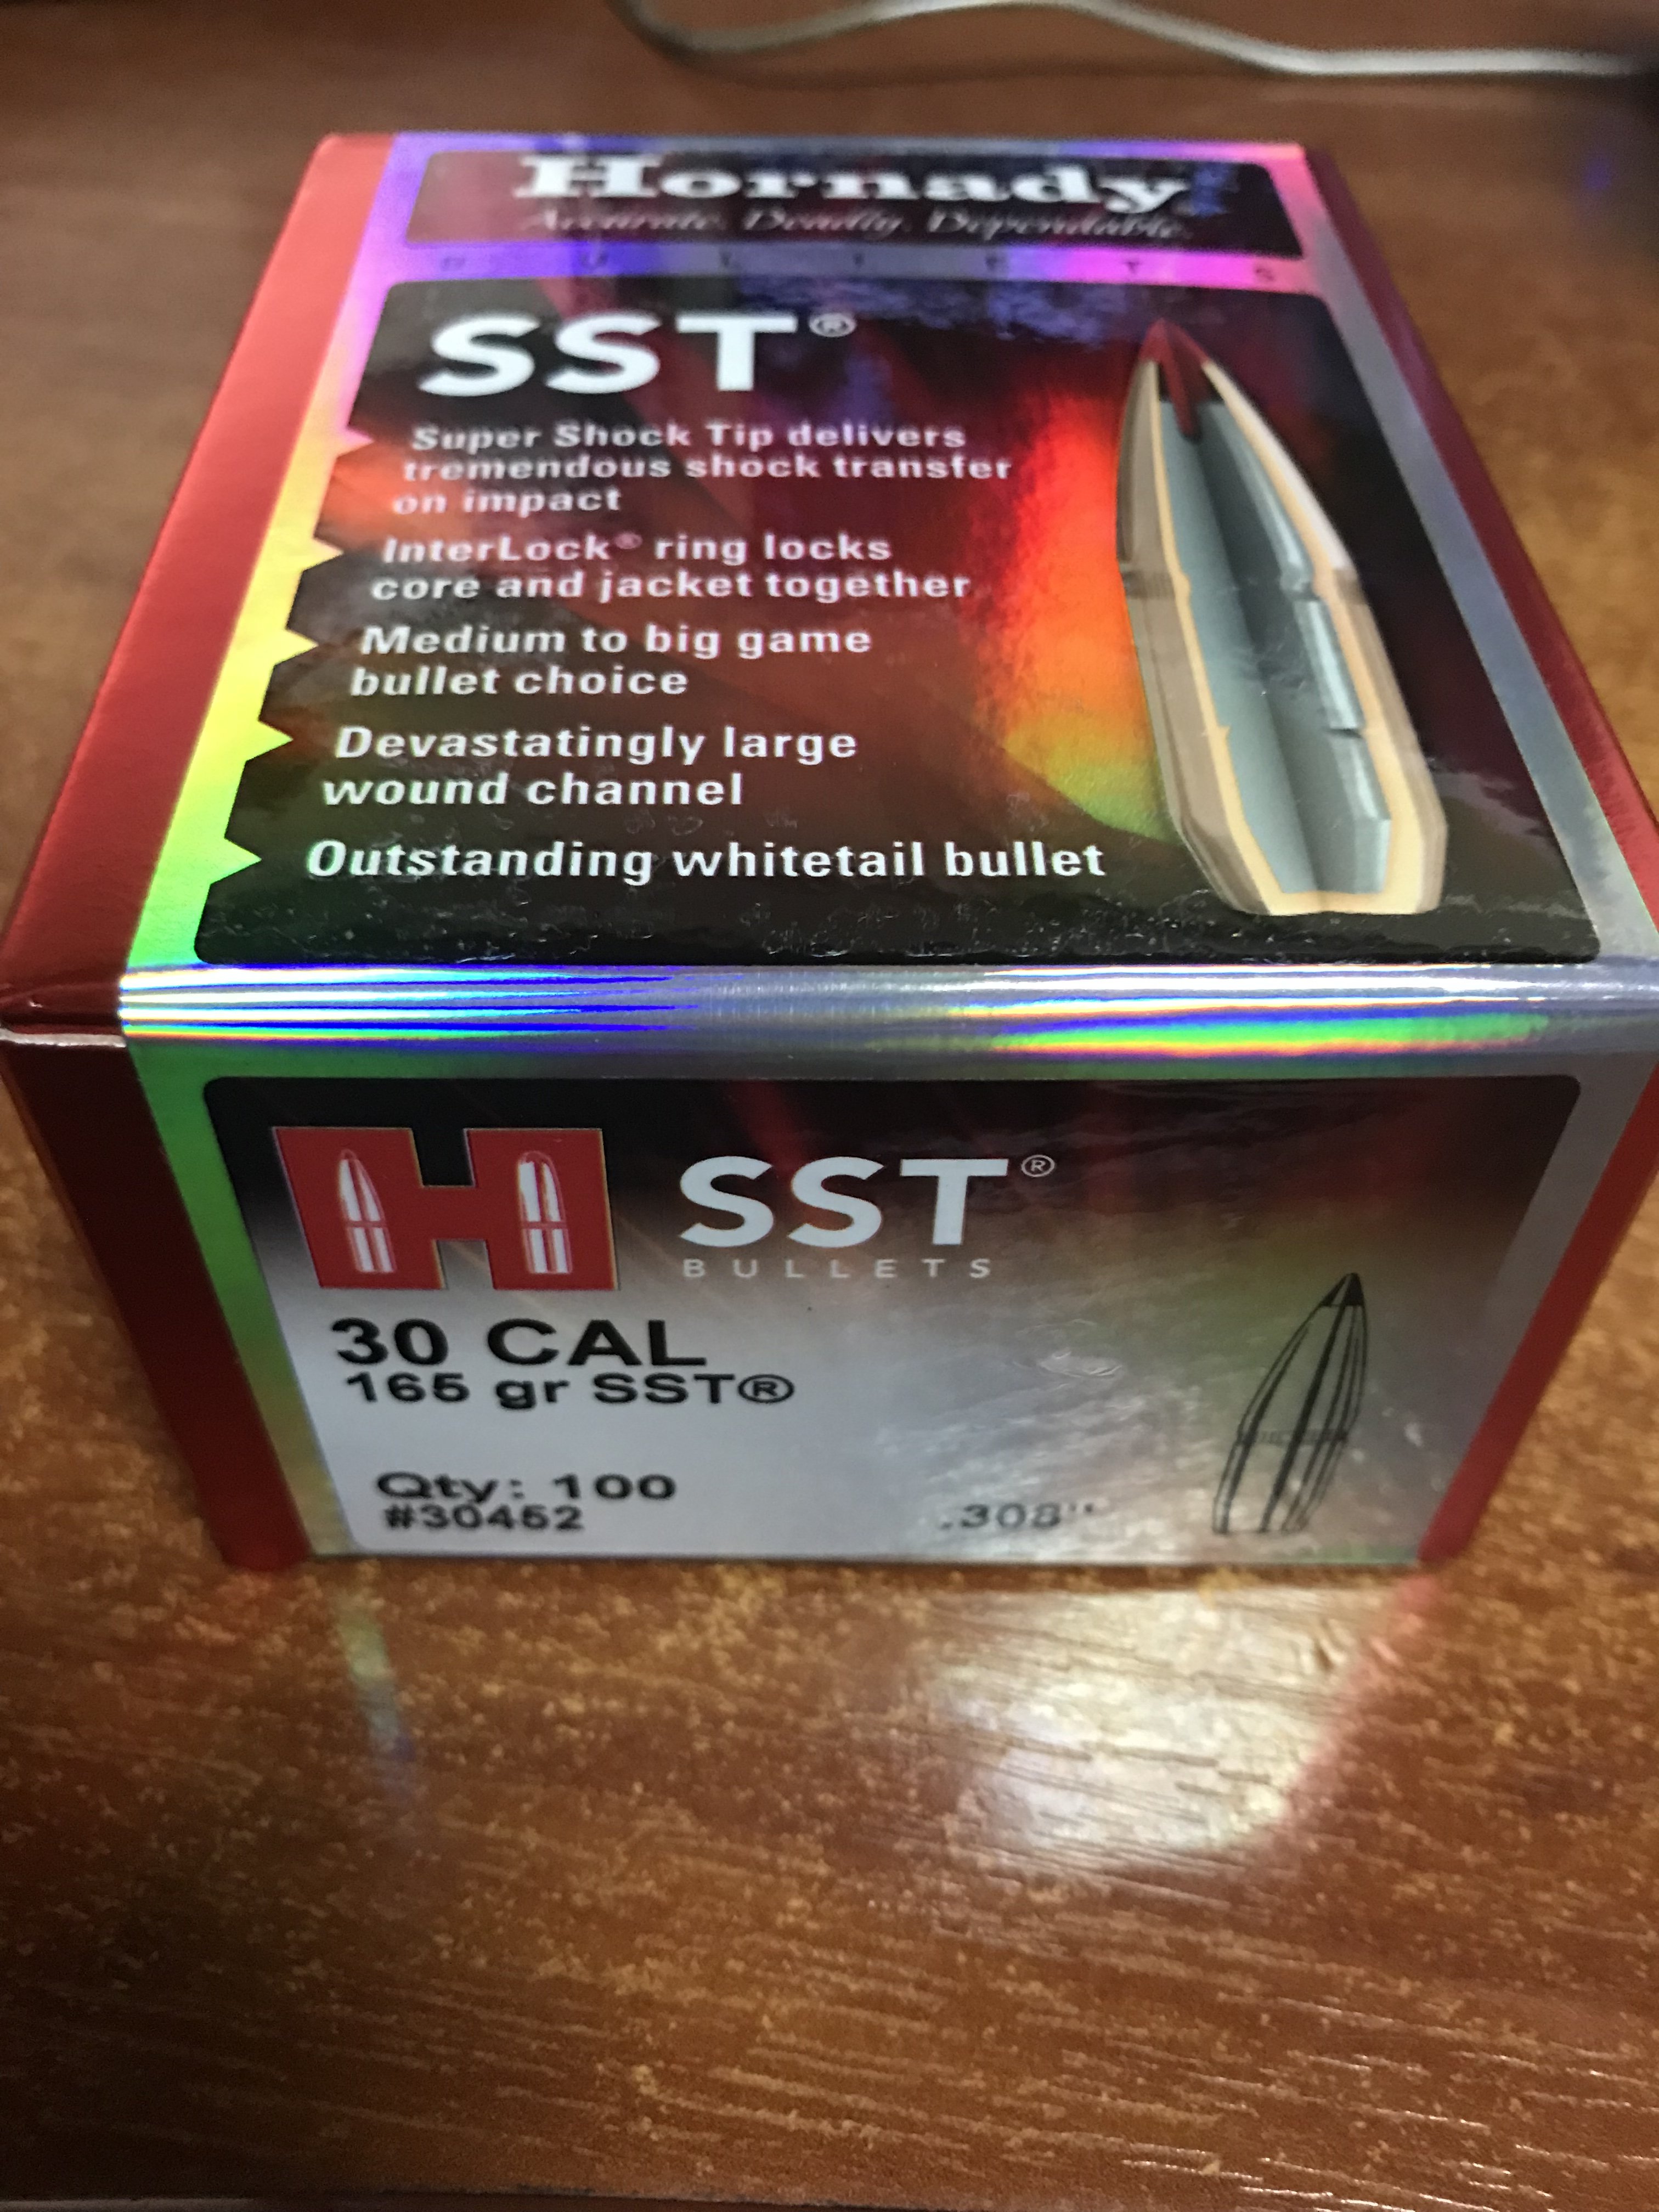 Hornady
Accurate. Deadly. Dependable.
B U L L E T S
SST®
Super Shock Tip delivers
tremendous shock transfer
on impact
InterLock® ring locks
core and jacket together
Medium to big game
bullet choice
Devastatingly large
wound channel
Outstanding whitetail bullet
H SST®
BULLETS
30 CAL
165 gr SST®
Qty: 100
#30452 .308"